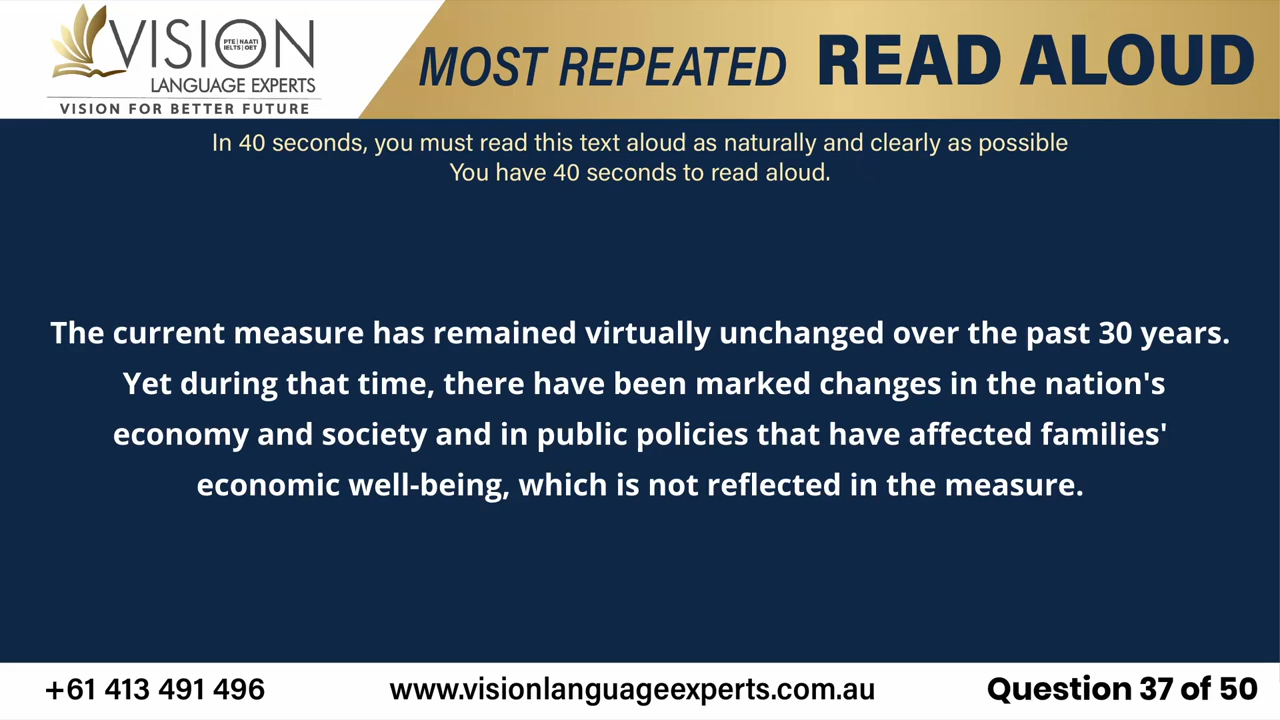 VISION
PTE | NAATI
IELTS | OET
LANGUAGE EXPERTS
VISION FOR BETTER FUTURE
MOST REPEATED READ ALOUD
In 40 seconds, you must read this text aloud as naturally and clearly as possible
You have 40 seconds to read aloud.
The current measure has remained virtually unchanged over the past 30 years.
Yet during that time, there have been marked changes in the nation's
economy and society and in public policies that have affected families'
economic well-being, which is not reflected in the measure.
+61 413 491 496
www.visionlanguageexperts.com.au
Question 37 of 50